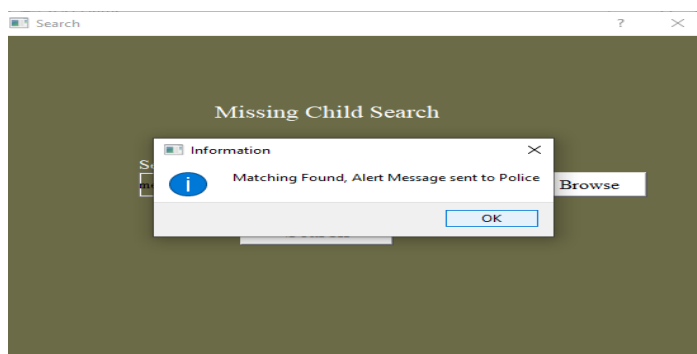 Search
Missing Child Search
Information
Matching Found, Alert Message sent to Police
Browse
OK